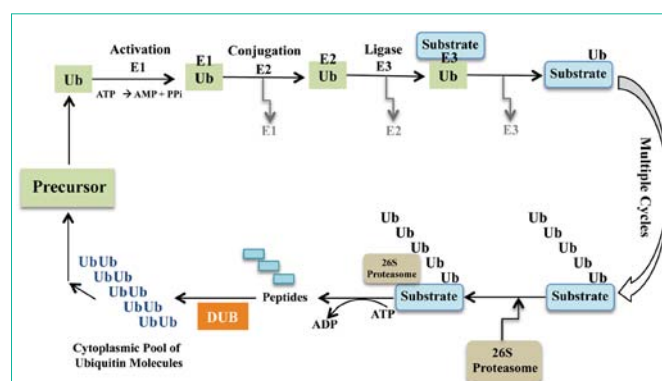 Activation
E1
Ub
ATP → AMP + PPi
E1
Ub
Conjugation
E2
E1
E2
Ub
Ligase
E3
E2
Substrate
E3
Ub
E3
Ub
Substrate
Multiple Cycles
Ub
Ub
Ub
Ub
Ub
Substrate
26S
Proteasome
Ub
Ub
Ub
Ub
Ub
26S
Proteasome
Substrate
ATP
ADP
Peptides
DUB
UbUb
UbUb
UbUb
UbUb
UbUb
Cytoplasmic Pool of
Ubiquitin Molecules
Precursor